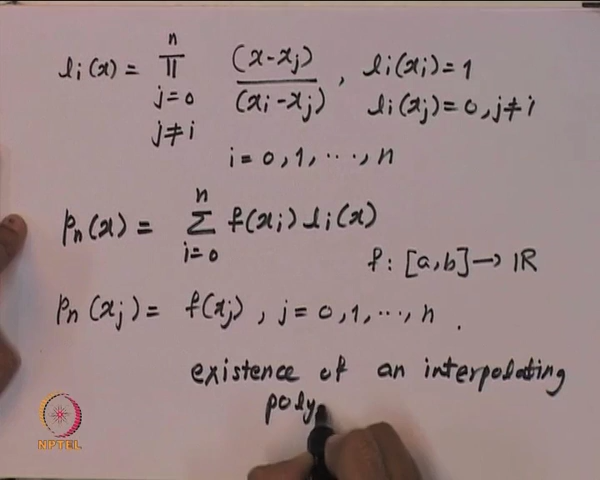 n
lᵢ(x) = Π (x-xⱼ)/(xᵢ-xⱼ) , lᵢ(xᵢ)=1
j=0 lᵢ(xⱼ)=0, j≠i
j≠i
i=0,1,⋯,n
n
pₙ(x) = Σ f(xᵢ) lᵢ(x)
i=0
f: [a,b]→ℝ
pₙ(xⱼ) = f(xⱼ), j=0,1,⋯,n .
existence of an interpolating
poly
NPTEL